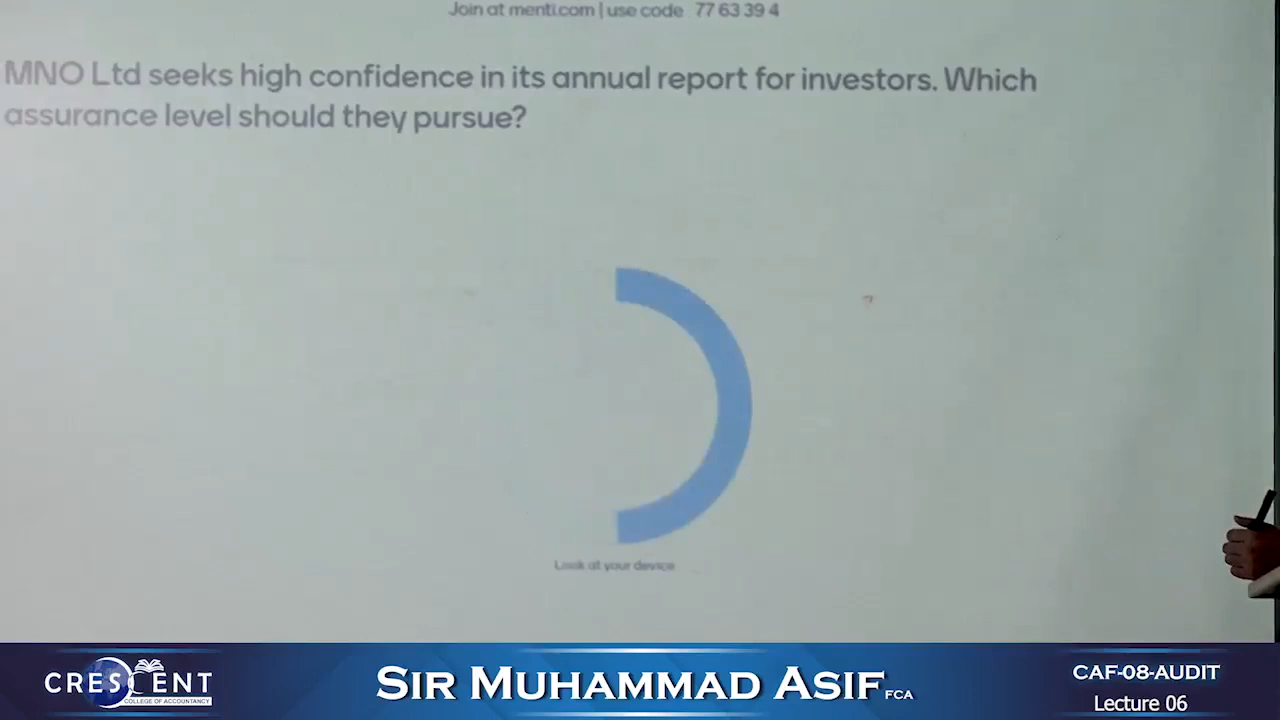 Join at menti.com | use code 77 63 39 4
MNO Ltd seeks high confidence in its annual report for investors. Which
assurance level should they pursue?
Look at your device
CRESCENT
COLLEGE OF ACCOUNTANCY
SIR MUHAMMAD ASIF FCA
CAF-08-AUDIT
Lecture 06